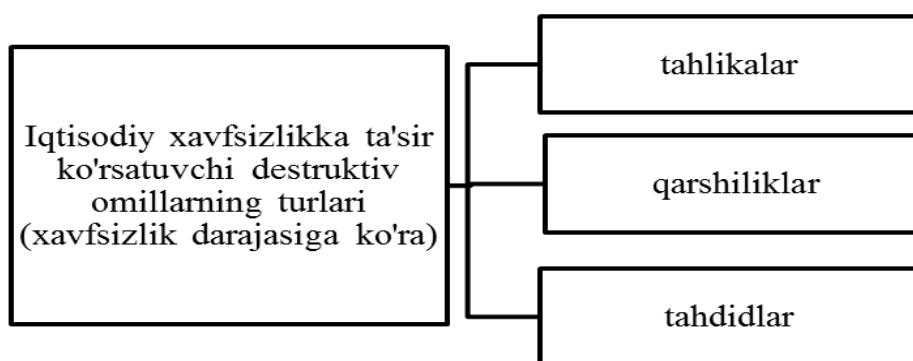 Iqtisodiy xavfsizlikka ta'sir
ko'rsatuvchi destruktiv
omillarning turlari
(xavfsizlik darajasiga ko'ra)
tahlikalar
qarshiliklar
tahdidlar